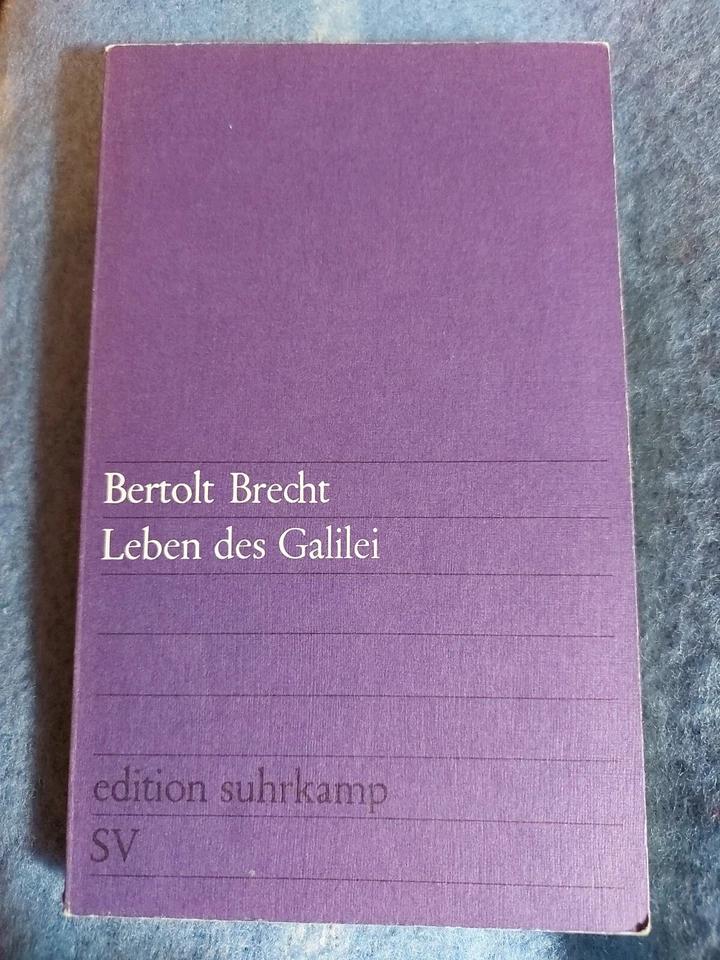 Bertolt Brecht
Leben des Galilei
edition suhrkamp
SV